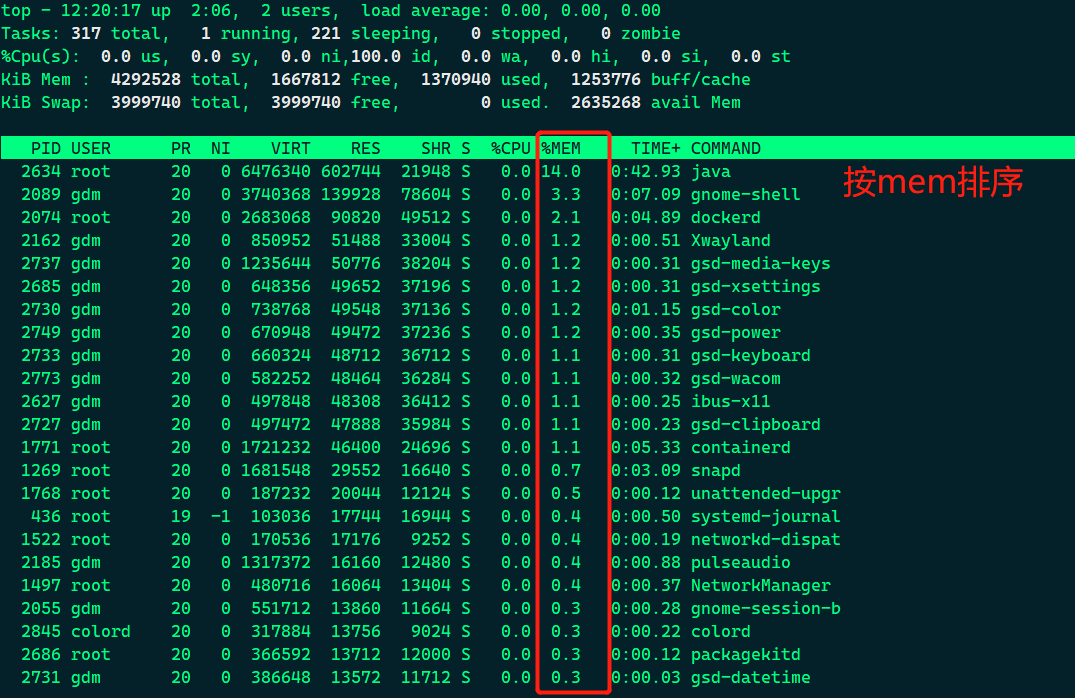 top - 12:20:17 up  2:06,  2 users,  load average: 0.00, 0.00, 0.00
Tasks: 317 total,   1 running, 221 sleeping,   0 stopped,   0 zombie
%Cpu(s):  0.0 us,  0.0 sy,  0.0 ni,100.0 id,  0.0 wa,  0.0 hi,  0.0 si,  0.0 st
KiB Mem :  4292528 total,  1667812 free,  1370940 used,  1253776 buff/cache
KiB Swap:  3999740 total,  3999740 free,        0 used.  2635268 avail Mem
PID USER      PR  NI    VIRT    RES    SHR S  %CPU %MEM     TIME+ COMMAND
2634 root      20   0 6476340 602744  21948 S   0.0 14.0   0:42.93 java
按mem排序
2089 gdm       20   0 3740368 139928  78604 S   0.0  3.3   0:07.09 gnome-shell
2074 root      20   0 2683068  90820  49512 S   0.0  2.1   0:04.89 dockerd
2162 gdm       20   0  850952  51488  33004 S   0.0  1.2   0:00.51 Xwayland
2737 gdm       20   0 1235644  50776  38204 S   0.0  1.2   0:00.31 gsd-media-keys
2685 gdm       20   0  648356  49652  37196 S   0.0  1.2   0:00.31 gsd-xsettings
2730 gdm       20   0  738768  49548  37136 S   0.0  1.2   0:01.15 gsd-color
2749 gdm       20   0  670948  49472  37236 S   0.0  1.2   0:00.35 gsd-power
2733 gdm       20   0  660324  48712  36712 S   0.0  1.1   0:00.31 gsd-keyboard
2773 gdm       20   0  582252  48464  36284 S   0.0  1.1   0:00.32 gsd-wacom
2627 gdm       20   0  497848  48308  36412 S   0.0  1.1   0:00.25 ibus-x11
2727 gdm       20   0  497472  47888  35984 S   0.0  1.1   0:00.23 gsd-clipboard
1771 root      20   0 1721232  46400  24696 S   0.0  1.1   0:05.33 containerd
1269 root      20   0 1681548  29552  16640 S   0.0  0.7   0:03.09 snapd
1768 root      20   0  187232  20044  12124 S   0.0  0.5   0:00.12 unattended-upgr
436 root      19  -1  103036  17744  16944 S   0.0  0.4   0:00.50 systemd-journal
1522 root      20   0  170536  17176   9252 S   0.0  0.4   0:00.19 networkd-dispat
2185 gdm       20   0 1317372  16160  12480 S   0.0  0.4   0:00.88 pulseaudio
1497 root      20   0  480716  16064  13404 S   0.0  0.4   0:00.37 NetworkManager
2055 gdm       20   0  551712  13860  11664 S   0.0  0.3   0:00.28 gnome-session-b
2845 colord    20   0  317884  13756   9024 S   0.0  0.3   0:00.22 colord
2686 root      20   0  366592  13712  12000 S   0.0  0.3   0:00.12 packagekitd
2731 gdm       20   0  386648  13572  11712 S   0.0  0.3   0:00.03 gsd-datetime